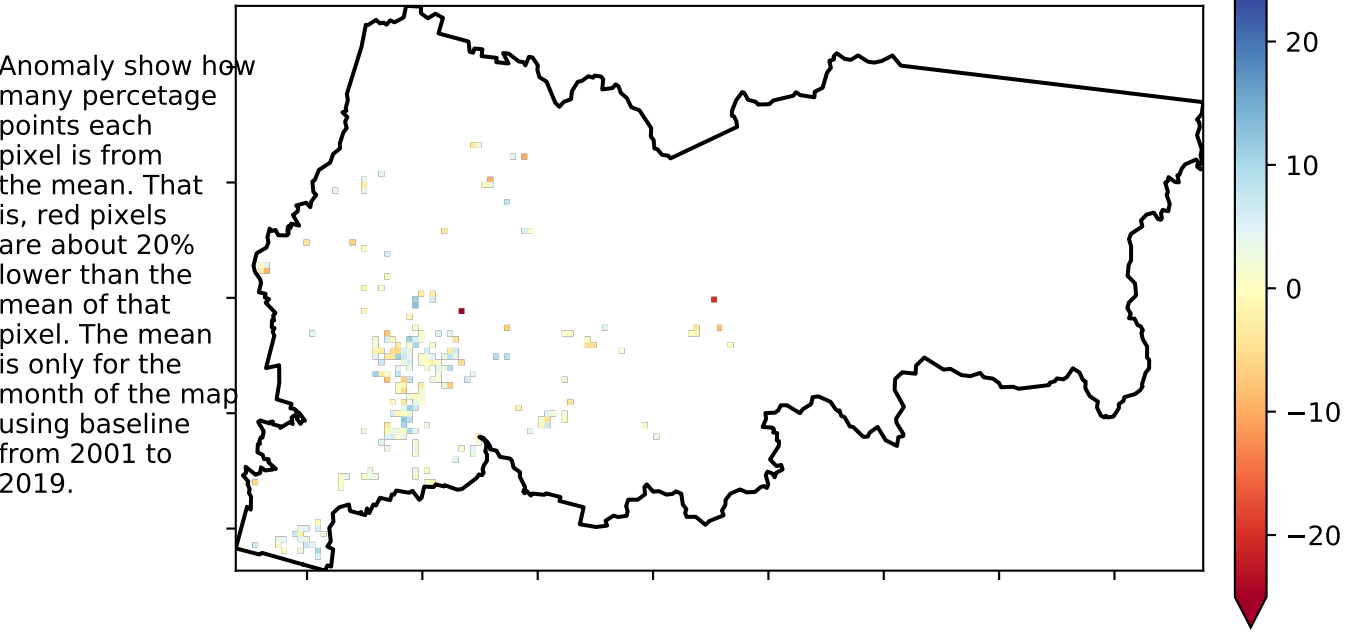 Anomaly show how
many percetage
points each
pixel is from
the mean. That
is, red pixels
are about 20%
lower than the
mean of that
pixel. The mean
is only for the
month of the map
using baseline
from 2001 to
2019.
20
10
0
−10
−20